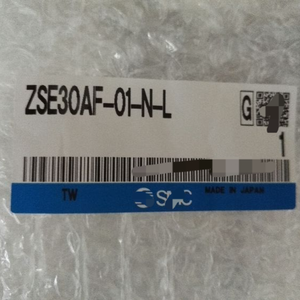 ZSE30AF-01-N-L
G
1
TW SMC MADE IN JAPAN